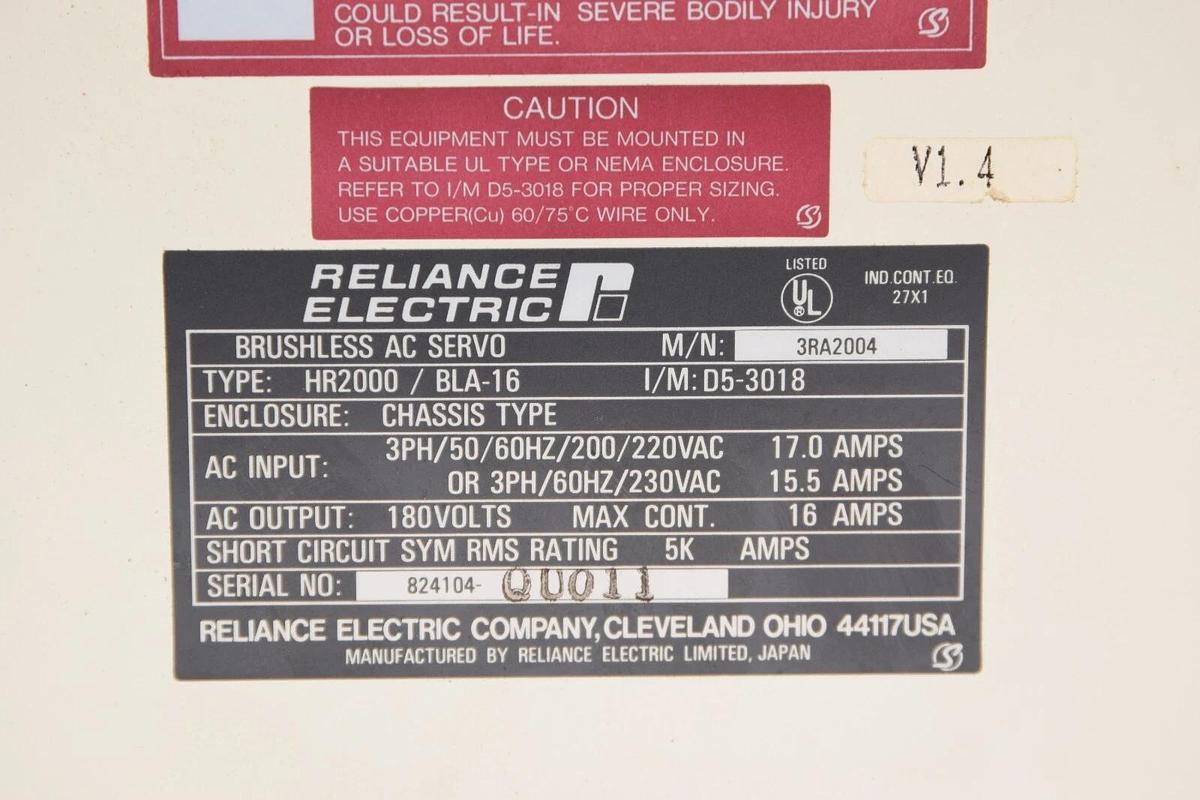 COULD RESULT-IN SEVERE BODILY INJURY
OR LOSS OF LIFE.
CAUTION
THIS EQUIPMENT MUST BE MOUNTED IN
A SUITABLE UL TYPE OR NEMA ENCLOSURE.
REFER TO I/M D5-3018 FOR PROPER SIZING.
USE COPPER(Cu) 60/75°C WIRE ONLY.
V1.4
RELIANCE
ELECTRIC
LISTED
UL
®
IND.CONT.EQ.
27X1
BRUSHLESS AC SERVO M/N: 3RA2004
TYPE: HR2000 / BLA-16 I/M: D5-3018
ENCLOSURE: CHASSIS TYPE
AC INPUT: 3PH/50/60HZ/200/220VAC 17.0 AMPS
OR 3PH/60HZ/230VAC 15.5 AMPS
AC OUTPUT: 180VOLTS MAX CONT. 16 AMPS
SHORT CIRCUIT SYM RMS RATING 5K AMPS
SERIAL NO: 824104- QU011
RELIANCE ELECTRIC COMPANY, CLEVELAND OHIO 44117USA
MANUFACTURED BY RELIANCE ELECTRIC LIMITED, JAPAN